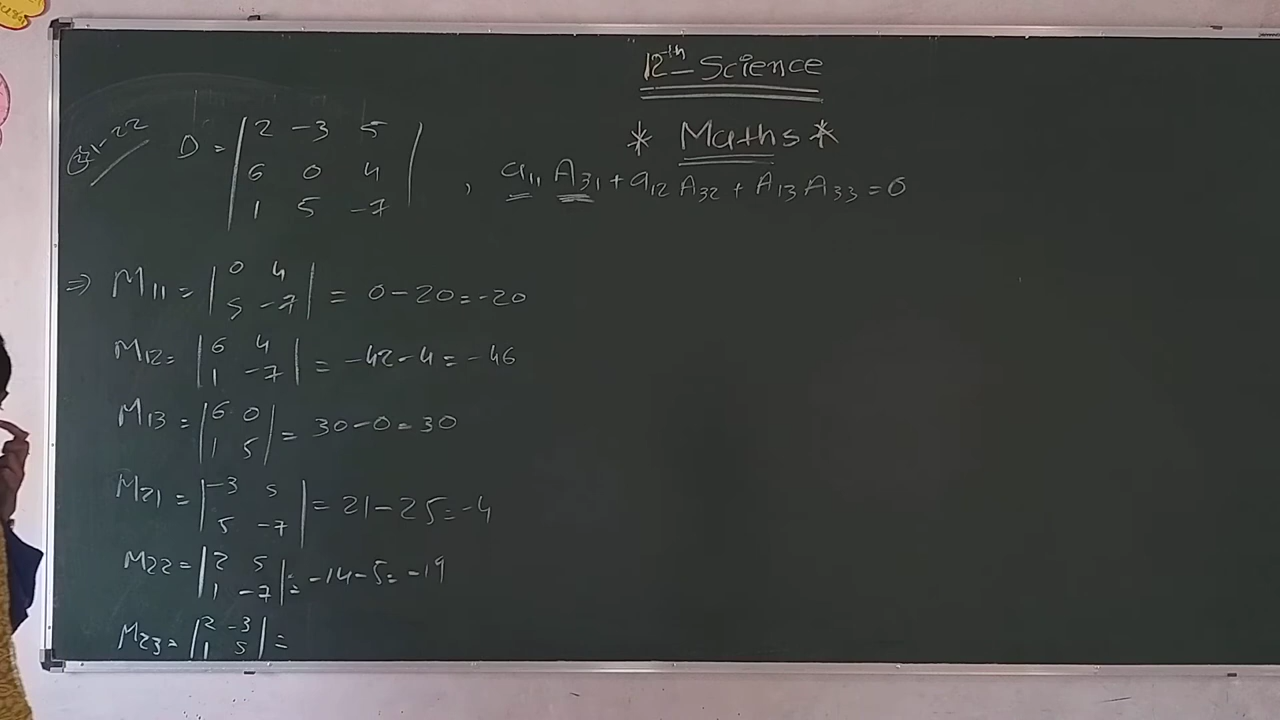 12th - Science
* Maths *
21-22
D = | 2 -3 5 |
| 6 0 4 |
| 1 5 -7 |
, a11 A31 + a12 A32 + A13 A33 = 0
⇒ M11 = | 0 4 | = 0 - 20 = -20
| 5 -7 |
M12 = | 6 4 | = -42 - 4 = -46
| 1 -7 |
M13 = | 6 0 | = 30 - 0 = 30
| 1 5 |
M21 = | -3 5 | = 21 - 25 = -4
| 5 -7 |
M22 = | 2 5 | = -14 - 5 = -19
| 1 -7 |
M23 = | 2 -3 | =
| 1 5 |